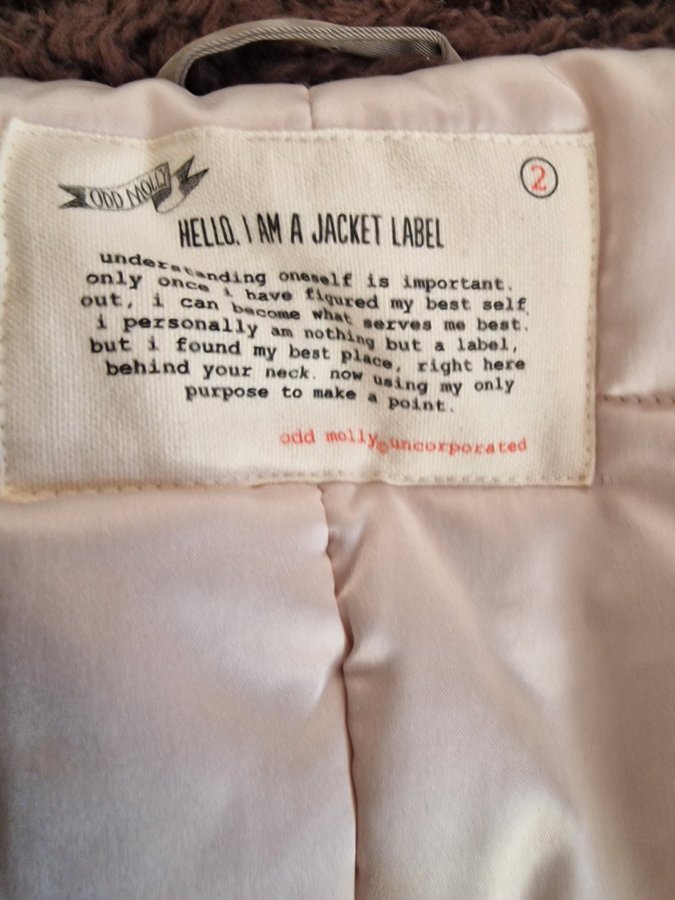 ODD MOLLY
2
HELLO, I AM A JACKET LABEL
understanding oneself is important.
only once i have figured my best self
out, i can become what serves me best.
i personally am nothing but a label,
but i found my best place, right here
behind your neck. now using my only
purpose to make a point.
odd molly©uncorporated